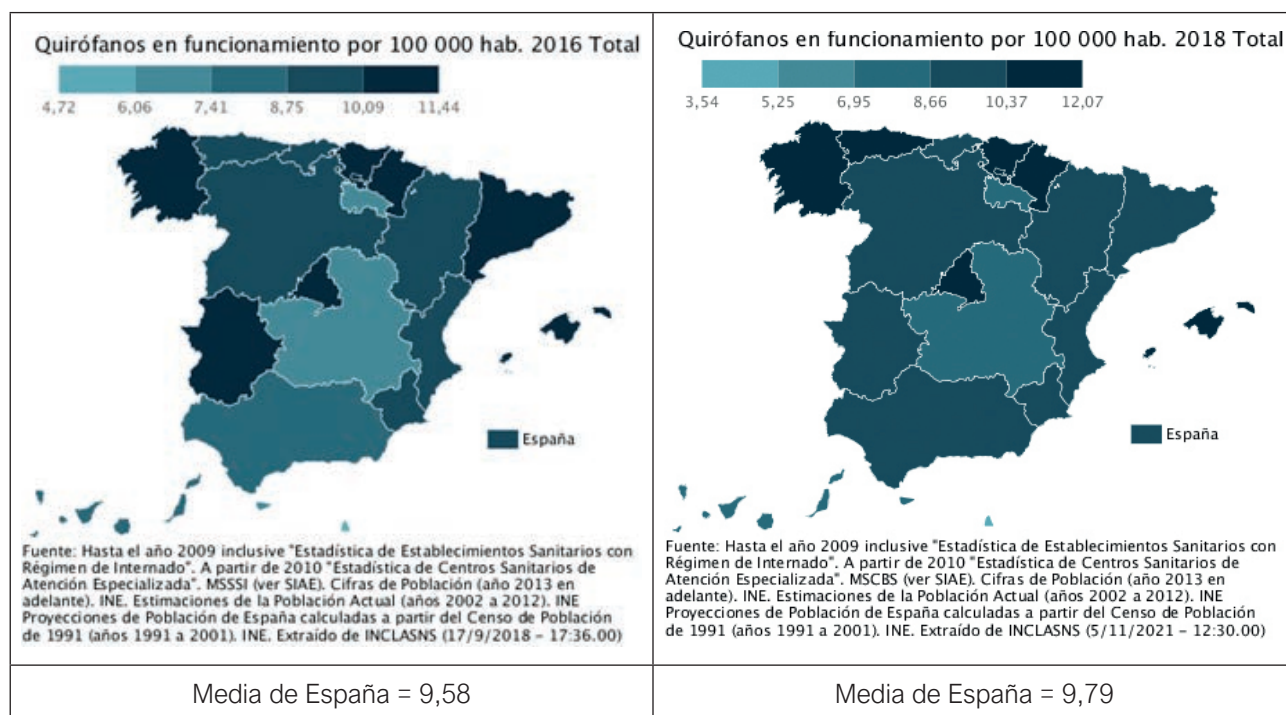 Quirófanos en funcionamiento por 100 000 hab. 2016 Total
4,72 6,06 7,41 8,75 10,09 11,44
España
Fuente: Hasta el año 2009 inclusive "Estadística de Establecimientos Sanitarios con
Régimen de Internado". A partir de 2010 "Estadística de Centros Sanitarios de
Atención Especializada". MSSSI (ver SIAE). Cifras de Población (año 2013 en
adelante). INE. Estimaciones de la Población Actual (años 2002 a 2012). INE
Proyecciones de Población de España calculadas a partir del Censo de Población
de 1991 (años 1991 a 2001). INE. Extraído de INCLASNS (17/9/2018 – 17:36.00)
Media de España = 9,58
Quirófanos en funcionamiento por 100 000 hab. 2018 Total
3,54 5,25 6,95 8,66 10,37 12,07
España
Fuente: Hasta el año 2009 inclusive "Estadística de Establecimientos Sanitarios con
Régimen de Internado". A partir de 2010 "Estadística de Centros Sanitarios de
Atención Especializada". MSCBS (ver SIAE). Cifras de Población (año 2013 en
adelante). INE. Estimaciones de la Población Actual (años 2002 a 2012). INE
Proyecciones de Población de España calculadas a partir del Censo de Población
de 1991 (años 1991 a 2001). INE. Extraído de INCLASNS (5/11/2021 – 12:30.00)
Media de España = 9,79